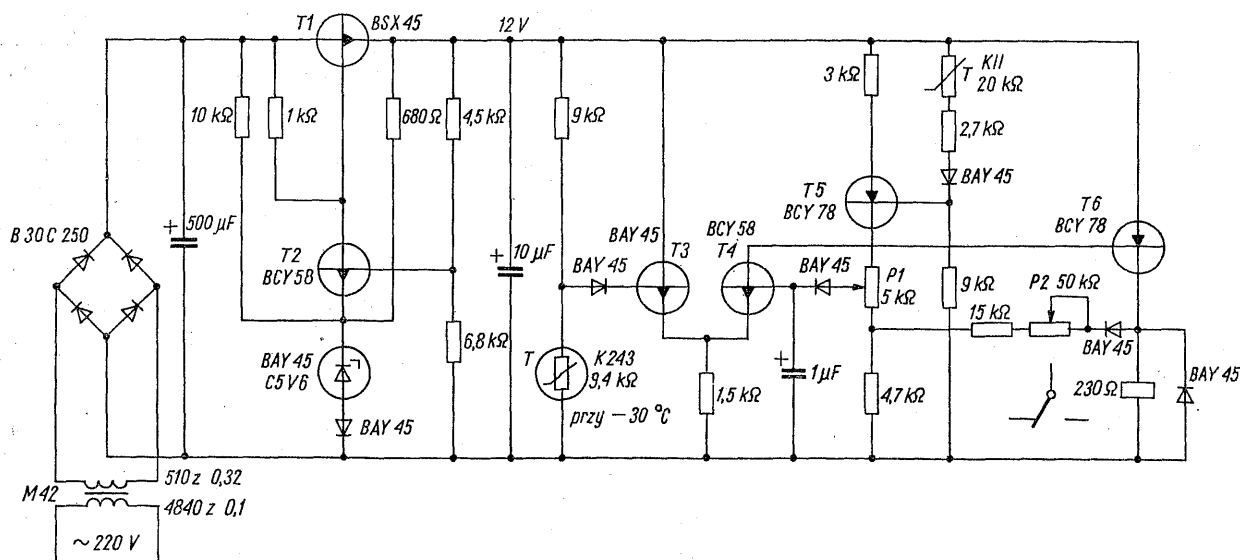 T1
BSX 45
12 V
10 kΩ
1 kΩ
680 Ω
4,5 kΩ
9 kΩ
3 kΩ
T KII
20 kΩ
2,7 kΩ
BAY 45
T5
BCY 78
T6
BCY 78
B 30 C 250
+ 500 μF
T2
BCY 58
+ 10 μF
BAY 45
BAY 45
T3
BCY 58
T4
BAY 45
P1
5 kΩ
9 kΩ
P2 50 kΩ
15 kΩ
BAY 45
BAY 45
C5V6
BAY 45
6,8 kΩ
T
K243
9,4 kΩ
przy − 30 °C
1,5 kΩ
+
1 μF
4,7 kΩ
230 Ω
BAY 45
M 42
510 z 0,32
4840 z 0,1
~ 220 V